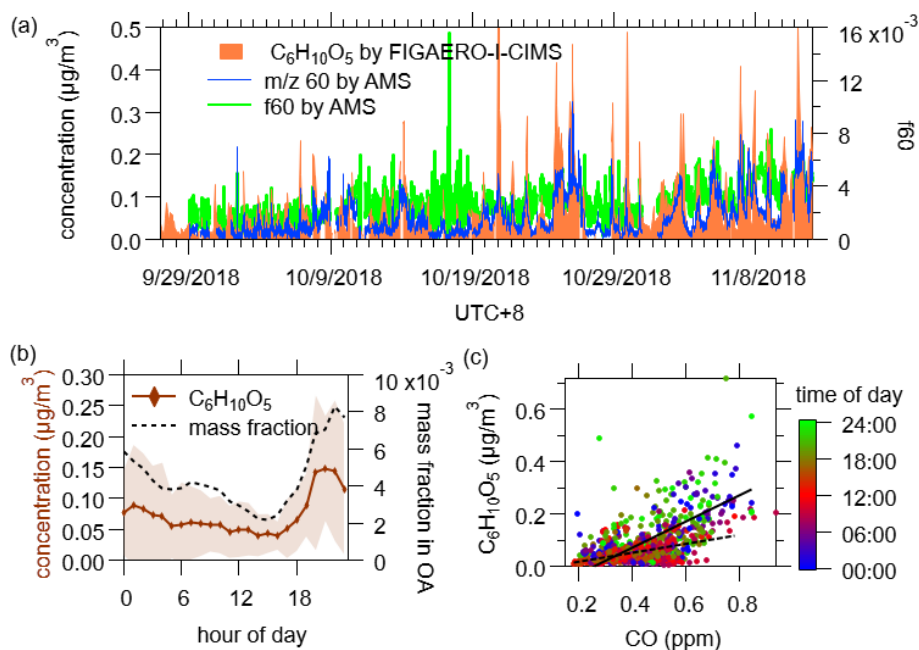 (a)
concentration (µg/m³)
0.5
0.4
0.3
0.2
0.1
0.0
C₆H₁₀O₅ by FIGAERO-I-CIMS
m/z 60 by AMS
f60 by AMS
16 x10⁻³
12
8
4
0
f60
9/29/2018 10/9/2018 10/19/2018 10/29/2018 11/8/2018
UTC+8
(b)
concentration (µg/m³)
0.30
0.25
0.20
0.15
0.10
0.05
0.00
C₆H₁₀O₅
mass fraction
10 x10⁻³
8
6
4
2
0
mass fraction in OA
0 6 12 18
hour of day
(c)
C₆H₁₀O₅ (µg/m³)
0.6
0.4
0.2
0.0
0.2 0.4 0.6 0.8
CO (ppm)
time of day
24:00
18:00
12:00
06:00
00:00